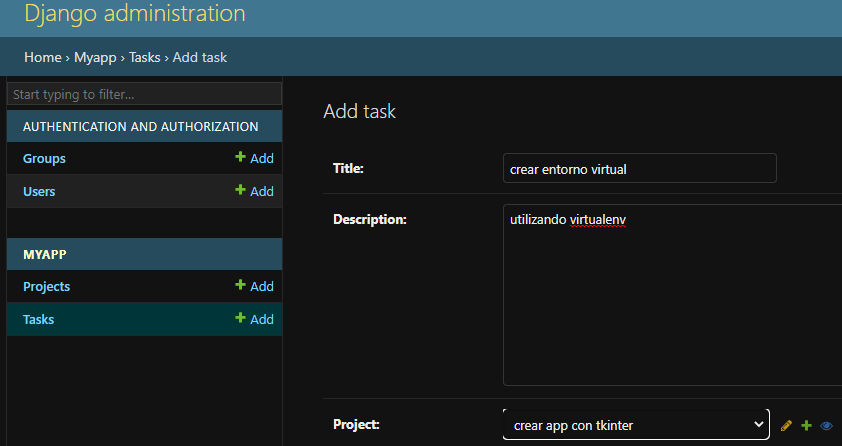 Django administration
Home › Myapp › Tasks › Add task
Start typing to filter...
AUTHENTICATION AND AUTHORIZATION
Groups + Add
Users + Add
MYAPP
Projects + Add
Tasks + Add
Add task
Title: crear entorno virtual
Description: utilizando virtualenv
Project: crear app con tkinter